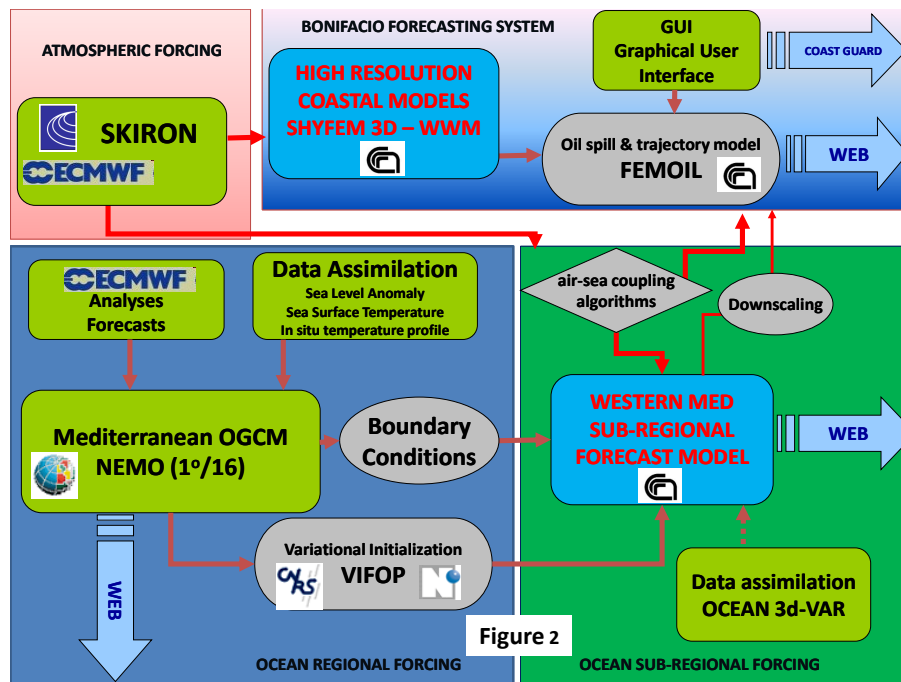 ATMOSPHERIC FORCING
SKIRON
ECMWF
BONIFACIO FORECASTING SYSTEM
HIGH RESOLUTION
COASTAL MODELS
SHYFEM 3D – WWM
GUI
Graphical User
Interface
COAST GUARD
Oil spill & trajectory model
FEMOIL
WEB
ECMWF
Analyses
Forecasts
Data Assimilation
Sea Level Anomaly
Sea Surface Temperature
In situ temperature profile
air-sea coupling
algorithms
Downscaling
Mediterranean OGCM
NEMO (1º/16)
Boundary
Conditions
WESTERN MED
SUB-REGIONAL
FORECAST MODEL
WEB
Variational Initialization
VIFOP
CNRS
N
WEB
Data assimilation
OCEAN 3d-VAR
Figure 2
OCEAN REGIONAL FORCING
OCEAN SUB-REGIONAL FORCING